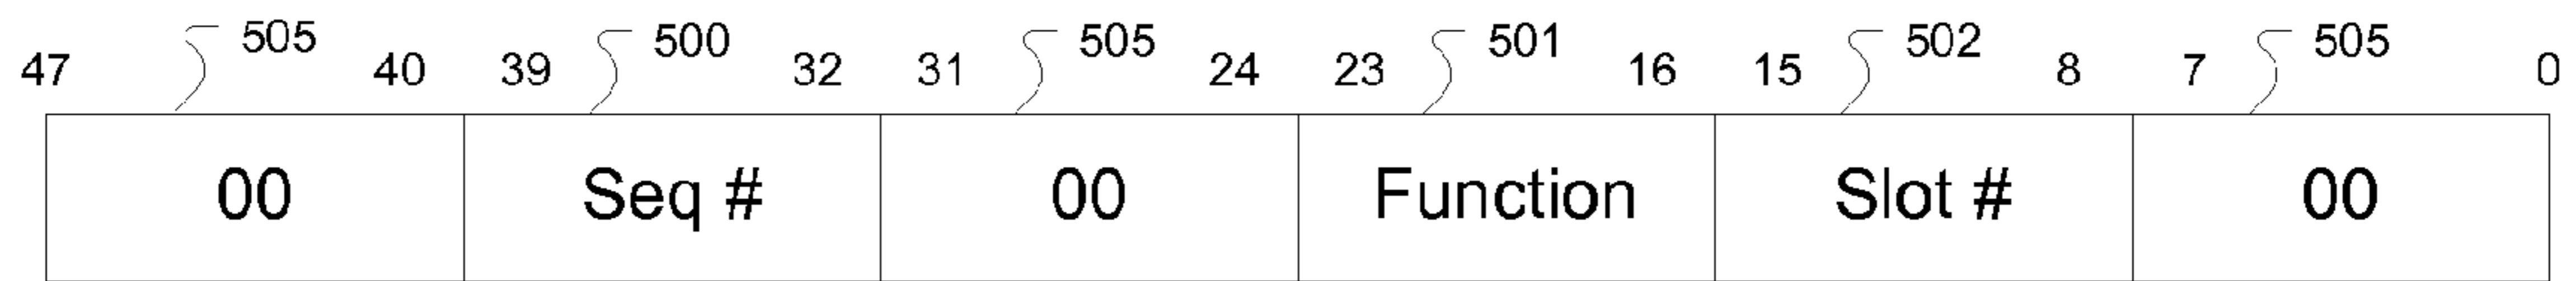 505 500 505 501 502 505
47 40 39 32 31 24 23 16 15 8 7 0
00 Seq # 00 Function Slot # 00